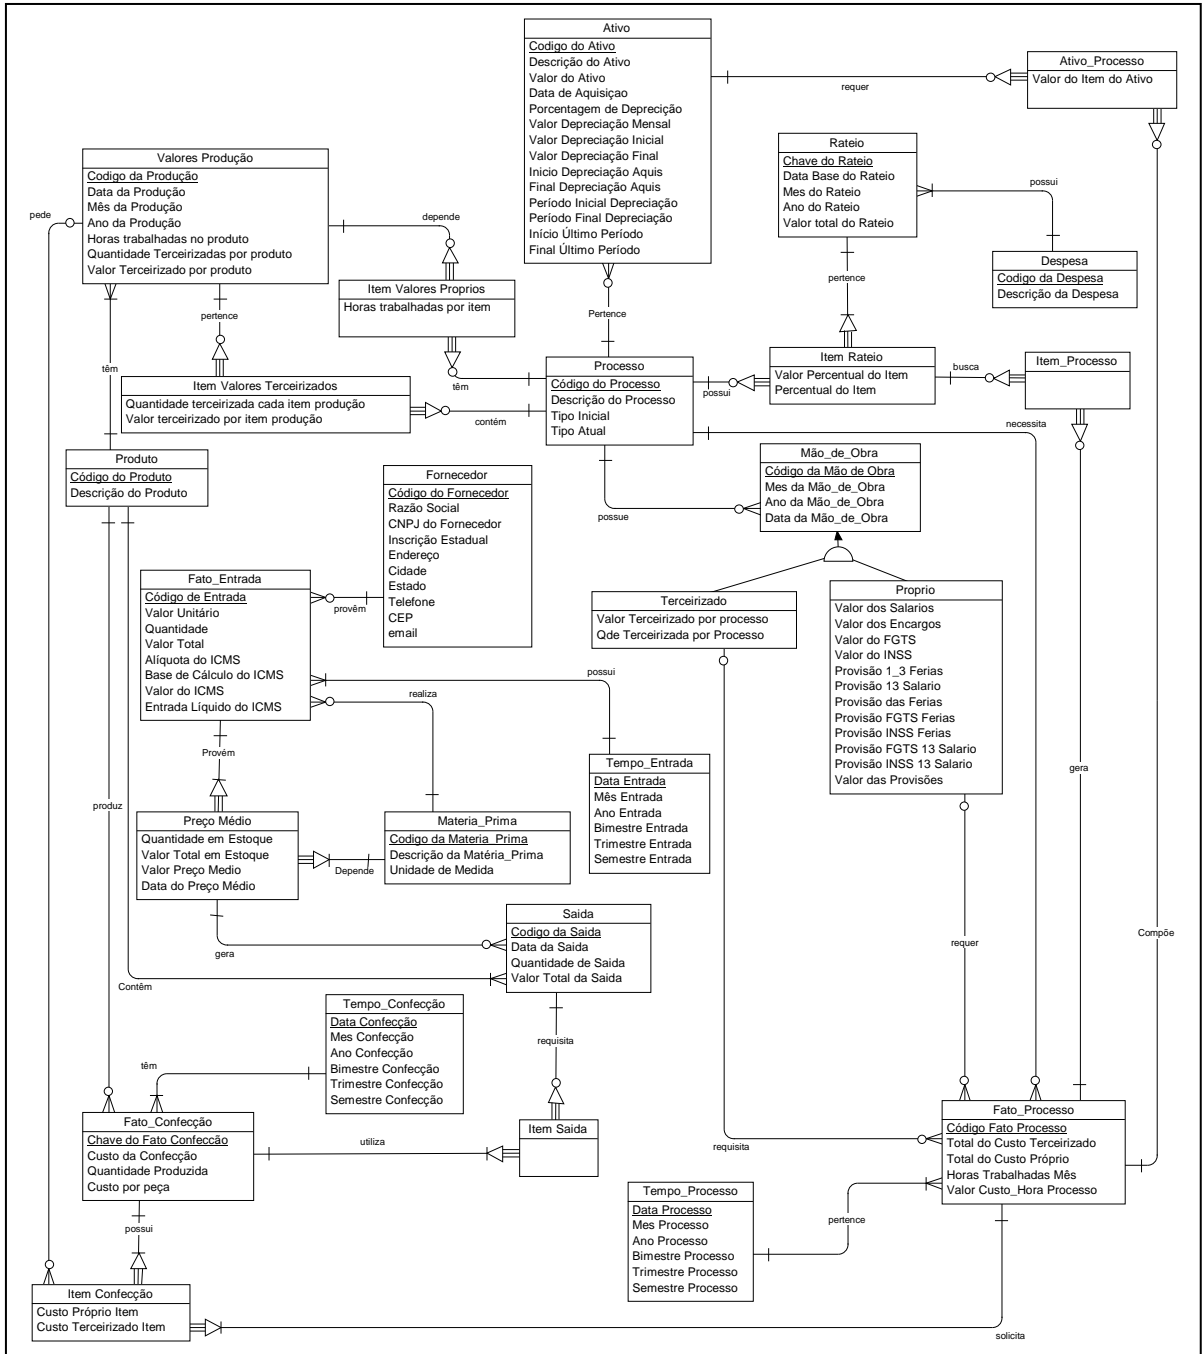 Ativo
Codigo do Ativo
Descrição do Ativo
Valor do Ativo
Data de Aquisiçao
Porcentagem de Deprecição
Valor Depreciação Mensal
Valor Depreciação Inicial
Valor Depreciação Final
Inicio Depreciação Aquis
Final Depreciação Aquis
Período Inicial Depreciação
Período Final Depreciação
Início Último Período
Final Último Período
requer
Ativo_Processo
Valor do Item do Ativo
Valores Produção
Codigo da Produção
Data da Produção
Mês da Produção
Ano da Produção
Horas trabalhadas no produto
Quantidade Terceirizadas por produto
Valor Terceirizado por produto
pede
depende
Rateio
Chave do Rateio
Data Base do Rateio
Mes do Rateio
Ano do Rateio
Valor total do Rateio
possui
Despesa
Codigo da Despesa
Descrição da Despesa
pertence
Item Valores Proprios
Horas trabalhadas por item
pertence
Pertence
têm
Item Valores Terceirizados
Quantidade terceirizada cada item produção
Valor terceirizado por item produção
têm
contém
Processo
Código do Processo
Descrição do Processo
Tipo Inicial
Tipo Atual
possui
Item Rateio
Valor Percentual do Item
Percentual do Item
busca
Item_Processo
necessita
Produto
Código do Produto
Descrição do Produto
Fornecedor
Código do Fornecedor
Razão Social
CNPJ do Fornecedor
Inscrição Estadual
Endereço
Cidade
Estado
Telefone
CEP
email
possue
Mão_de_Obra
Código da Mão de Obra
Mes da Mão_de_Obra
Ano da Mão_de_Obra
Data da Mão_de_Obra
Fato_Entrada
Código de Entrada
Valor Unitário
Quantidade
Valor Total
Alíquota do ICMS
Base de Cálculo do ICMS
Valor do ICMS
Entrada Líquido do ICMS
provêm
Terceirizado
Valor Terceirizado por processo
Qde Terceirizada por Processo
Proprio
Valor dos Salarios
Valor dos Encargos
Valor do FGTS
Valor do INSS
Provisão 1_3 Ferias
Provisão 13 Salario
Provisão das Ferias
Provisão FGTS Ferias
Provisão INSS Ferias
Provisão FGTS 13 Salario
Provisão INSS 13 Salario
Valor das Provisões
possui
realiza
Provém
Tempo_Entrada
Data Entrada
Mês Entrada
Ano Entrada
Bimestre Entrada
Trimestre Entrada
Semestre Entrada
gera
produz
Preço Médio
Quantidade em Estoque
Valor Total em Estoque
Valor Preço Medio
Data do Preço Médio
Depende
Materia_Prima
Codigo da Materia_Prima
Descrição da Matéria_Prima
Unidade de Medida
Saida
Codigo da Saida
Data da Saida
Quantidade de Saida
Valor Total da Saida
gera
Contêm
requer
Compõe
Tempo_Confecção
Data Confecção
Mes Confecção
Ano Confecção
Bimestre Confecção
Trimestre Confecção
Semestre Confecção
requisita
têm
Fato_Confecção
Chave do Fato Confecção
Custo da Confecção
Quantidade Produzida
Custo por peça
utiliza
Item Saida
requisita
Fato_Processo
Código Fato Processo
Total do Custo Terceirizado
Total do Custo Próprio
Horas Trabalhadas Mês
Valor Custo_Hora Processo
Tempo_Processo
Data Processo
Mes Processo
Ano Processo
Bimestre Processo
Trimestre Processo
Semestre Processo
pertence
possui
Item Confecção
Custo Próprio Item
Custo Terceirizado Item
solicita